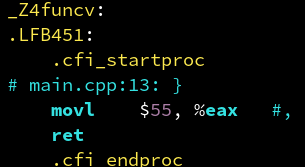 _Z4funcv:
.LFB451:
.cfi_startproc
# main.cpp:13: }
movl $55, %eax #,
ret
.cfi_endproc